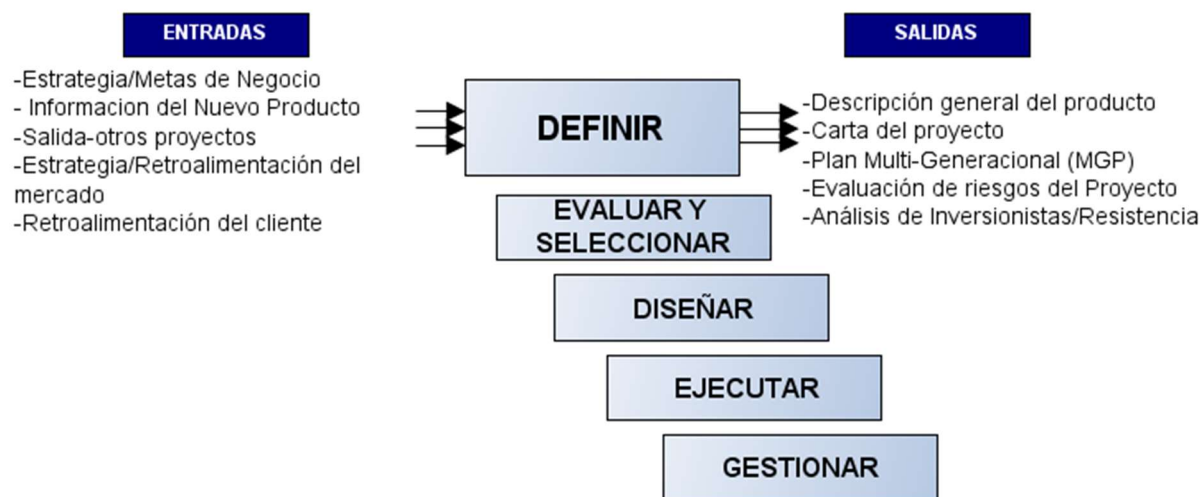 ENTRADAS
-Estrategia/Metas de Negocio
- Informacion del Nuevo Producto
-Salida-otros proyectos
-Estrategia/Retroalimentación del
mercado
-Retroalimentación del cliente
SALIDAS
-Descripción general del producto
-Carta del proyecto
-Plan Multi-Generacional (MGP)
-Evaluación de riesgos del Proyecto
-Análisis de Inversionistas/Resistencia
DEFINIR
EVALUAR Y
SELECCIONAR
DISEÑAR
EJECUTAR
GESTIONAR